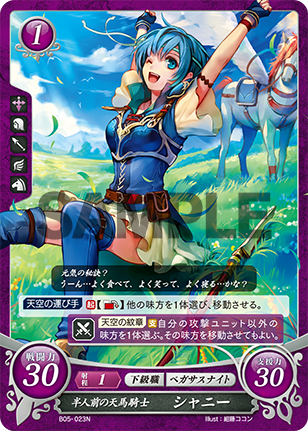 1
SAMPLE
元気の秘訣?
うーん…よく食べて、よく笑って、よく寝る…かな?
天空の運び手 起 【 】他の味方を1体選び、移動させる。
天空の紋章 支 自分の攻撃ユニット以外の
味方を1体選ぶ。その味方を移動させてもよい。
戦闘力 30
射程 1 下級職 ペガサスナイト
支援力 30
半人前の天馬騎士 シャニー
B05-023N
Illust:組藤ココン